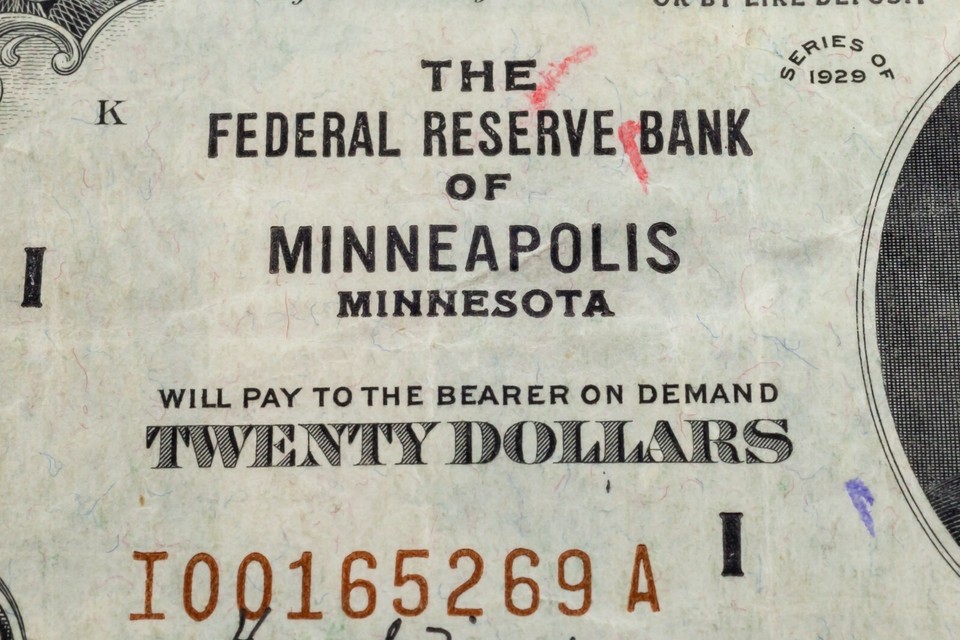 OR BY LIKE DEPOSIT
SERIES OF
1929
THE
K
FEDERAL RESERVE BANK
OF
MINNEAPOLIS
I
MINNESOTA
WILL PAY TO THE BEARER ON DEMAND
TWENTY DOLLARS
I
I00165269A